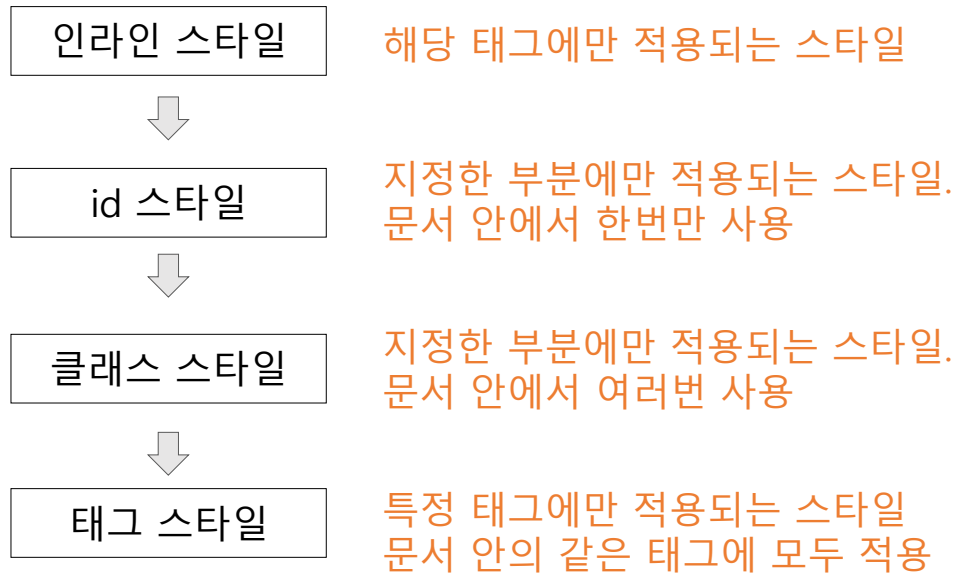 인라인 스타일
해당 태그에만 적용되는 스타일
id 스타일
지정한 부분에만 적용되는 스타일.
문서 안에서 한번만 사용
클래스 스타일
지정한 부분에만 적용되는 스타일.
문서 안에서 여러번 사용
태그 스타일
특정 태그에만 적용되는 스타일
문서 안의 같은 태그에 모두 적용